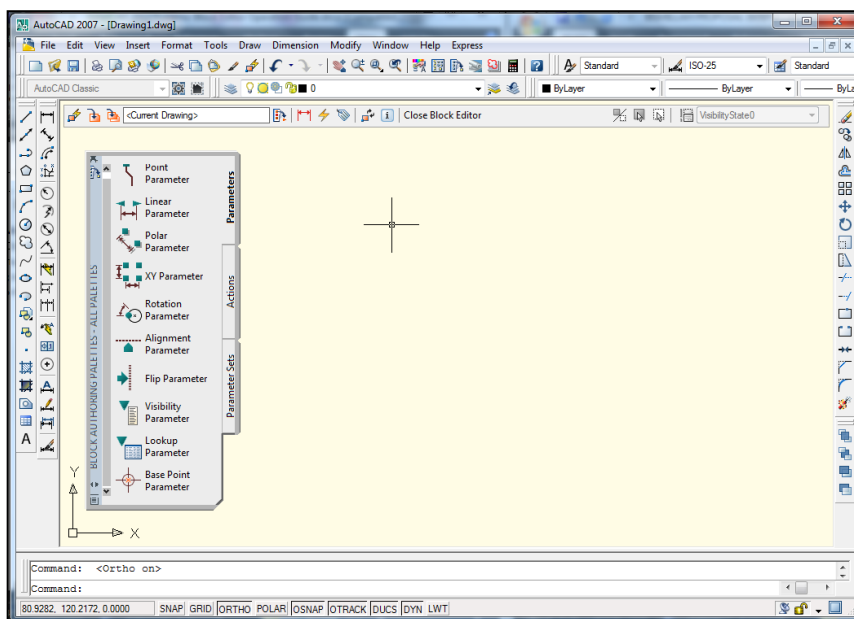 AutoCAD 2007 - [Drawing1.dwg]
File Edit View Insert Format Tools Draw Dimension Modify Window Help Express
Standard ISO-25 Standard
AutoCAD Classic 0 ByLayer ByLayer ByLa
<Current Drawing> Close Block Editor VisibilityState0
Point
Parameter
Linear
Parameter
Polar
Parameter
XY Parameter
Rotation
Parameter
Alignment
Parameter
Flip Parameter
Visibility
Parameter
Lookup
Parameter
Base Point
Parameter
Parameters
Actions
Parameter Sets
BLOCK AUTHORING PALETTES - ALL PALETTES
A
Y
X
Command: <Ortho on>
Command:
80.9282, 120.2172, 0.0000 SNAP GRID ORTHO POLAR OSNAP OTRACK DUCS DYN LWT